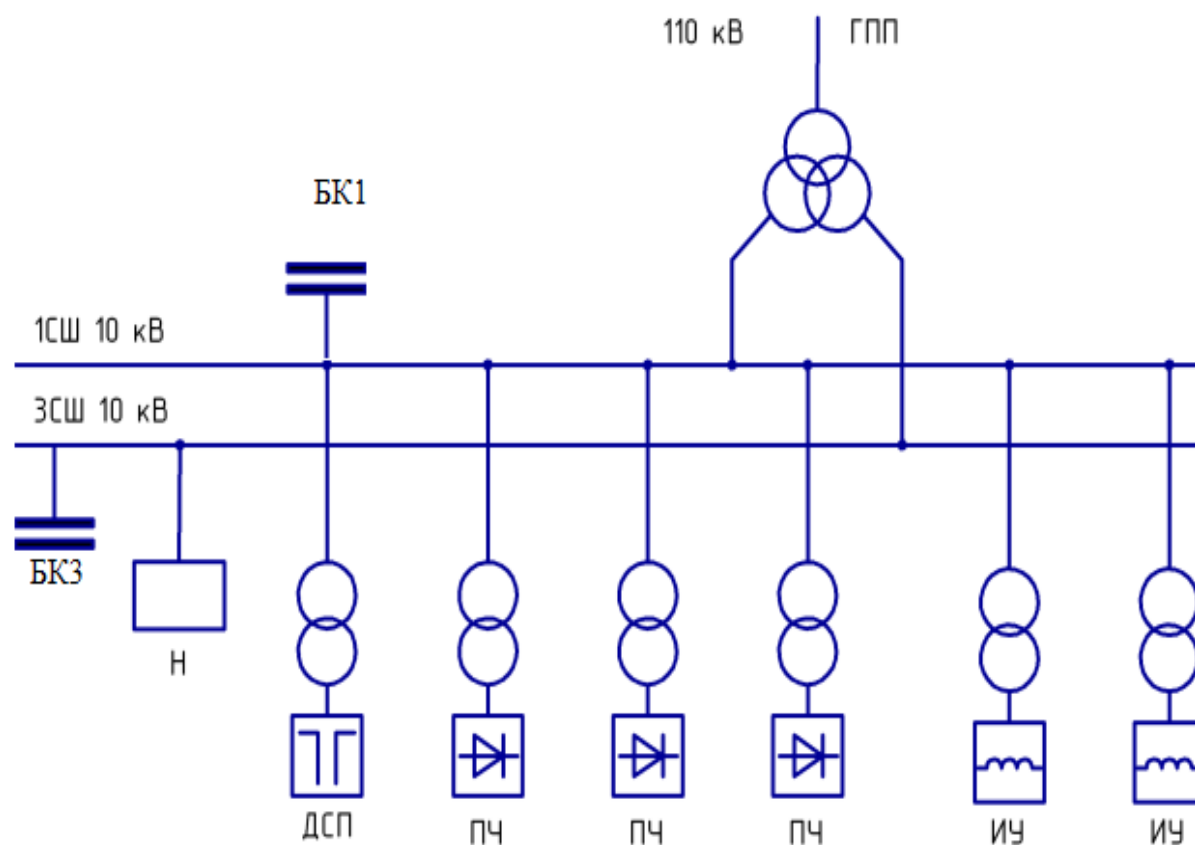 110 кВ ГПП
БК1
1СШ 10 кВ
3СШ 10 кВ
БК3
Н
ДСП ПЧ ПЧ ПЧ ИУ ИУ